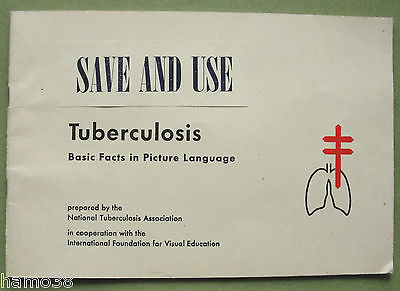 SAVE AND USE
Tuberculosis
Basic Facts in Picture Language
prepared by the
National Tuberculosis Association
in cooperation with the
International Foundation for Visual Education
hamo38